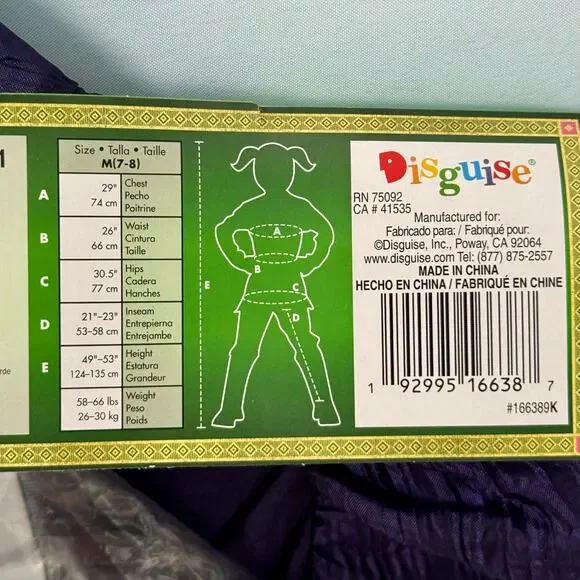 Size • Talla • Taille
M(7-8)
A
29"
74 cm
Chest
Pecho
Poitrine
B
26"
66 cm
Waist
Cintura
Taille
C
30.5"
77 cm
Hips
Cadera
Hanches
D
21"–23"
53–58 cm
Inseam
Entrepierna
Entrejambe
E
49"–53"
124–135 cm
Height
Estatura
Grandeur
58–66 lbs
26–30 kg
Weight
Peso
Poids
A
B
C
D
E
Disguise®
RN 75092
CA # 41535
Manufactured for:
Fabricado para: / Fabriqué pour:
©Disguise, Inc., Poway, CA 92064
www.disguise.com Tel: (877) 875-2557
MADE IN CHINA
HECHO EN CHINA / FABRIQUÉ EN CHINE
1 92995 16638 7
#166389K